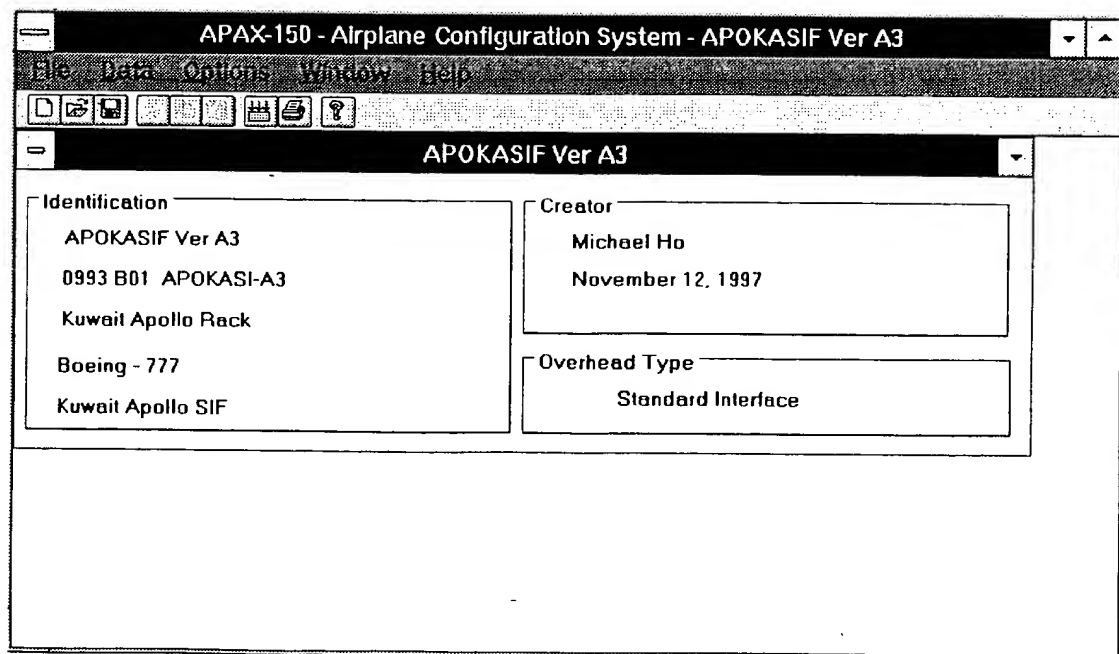 APAX-150 - Airplane Configuration System - APOKASIF Ver A3
File Data Options Window Help
APOKASIF Ver A3
Identification
APOKASIF Ver A3
0993 B01 APOKASI-A3
Kuwait Apollo Rack
Boeing - 777
Kuwait Apollo SIF
Creator
Michael Ho
November 12, 1997
Overhead Type
Standard Interface